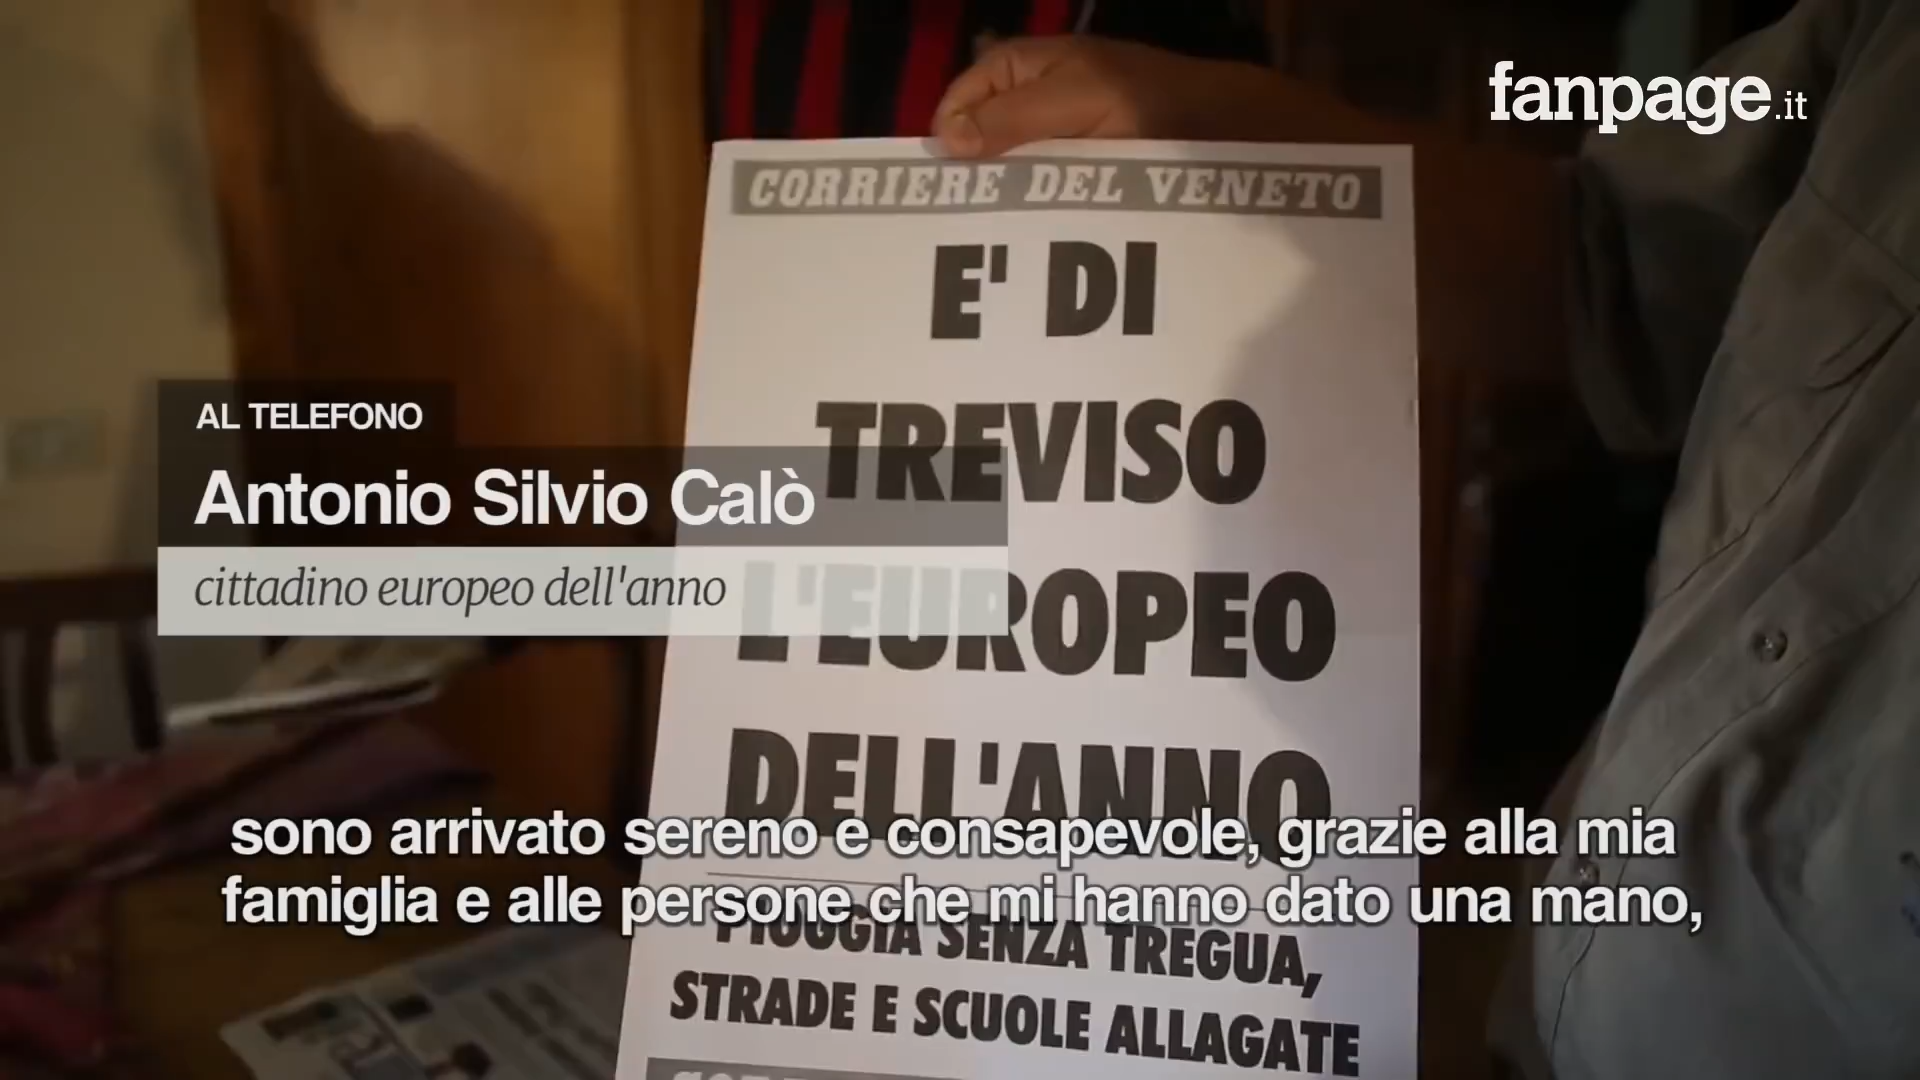 fanpage.it
CORRIERE DEL VENETO
E' DI
TREVISO
L'EUROPEO
DELL'ANNO
PIOGGIA SENZA TREGUA,
STRADE E SCUOLE ALLAGATE
AL TELEFONO
Antonio Silvio Calò
cittadino europeo dell'anno
sono arrivato sereno e consapevole, grazie alla mia
famiglia e alle persone che mi hanno dato una mano,